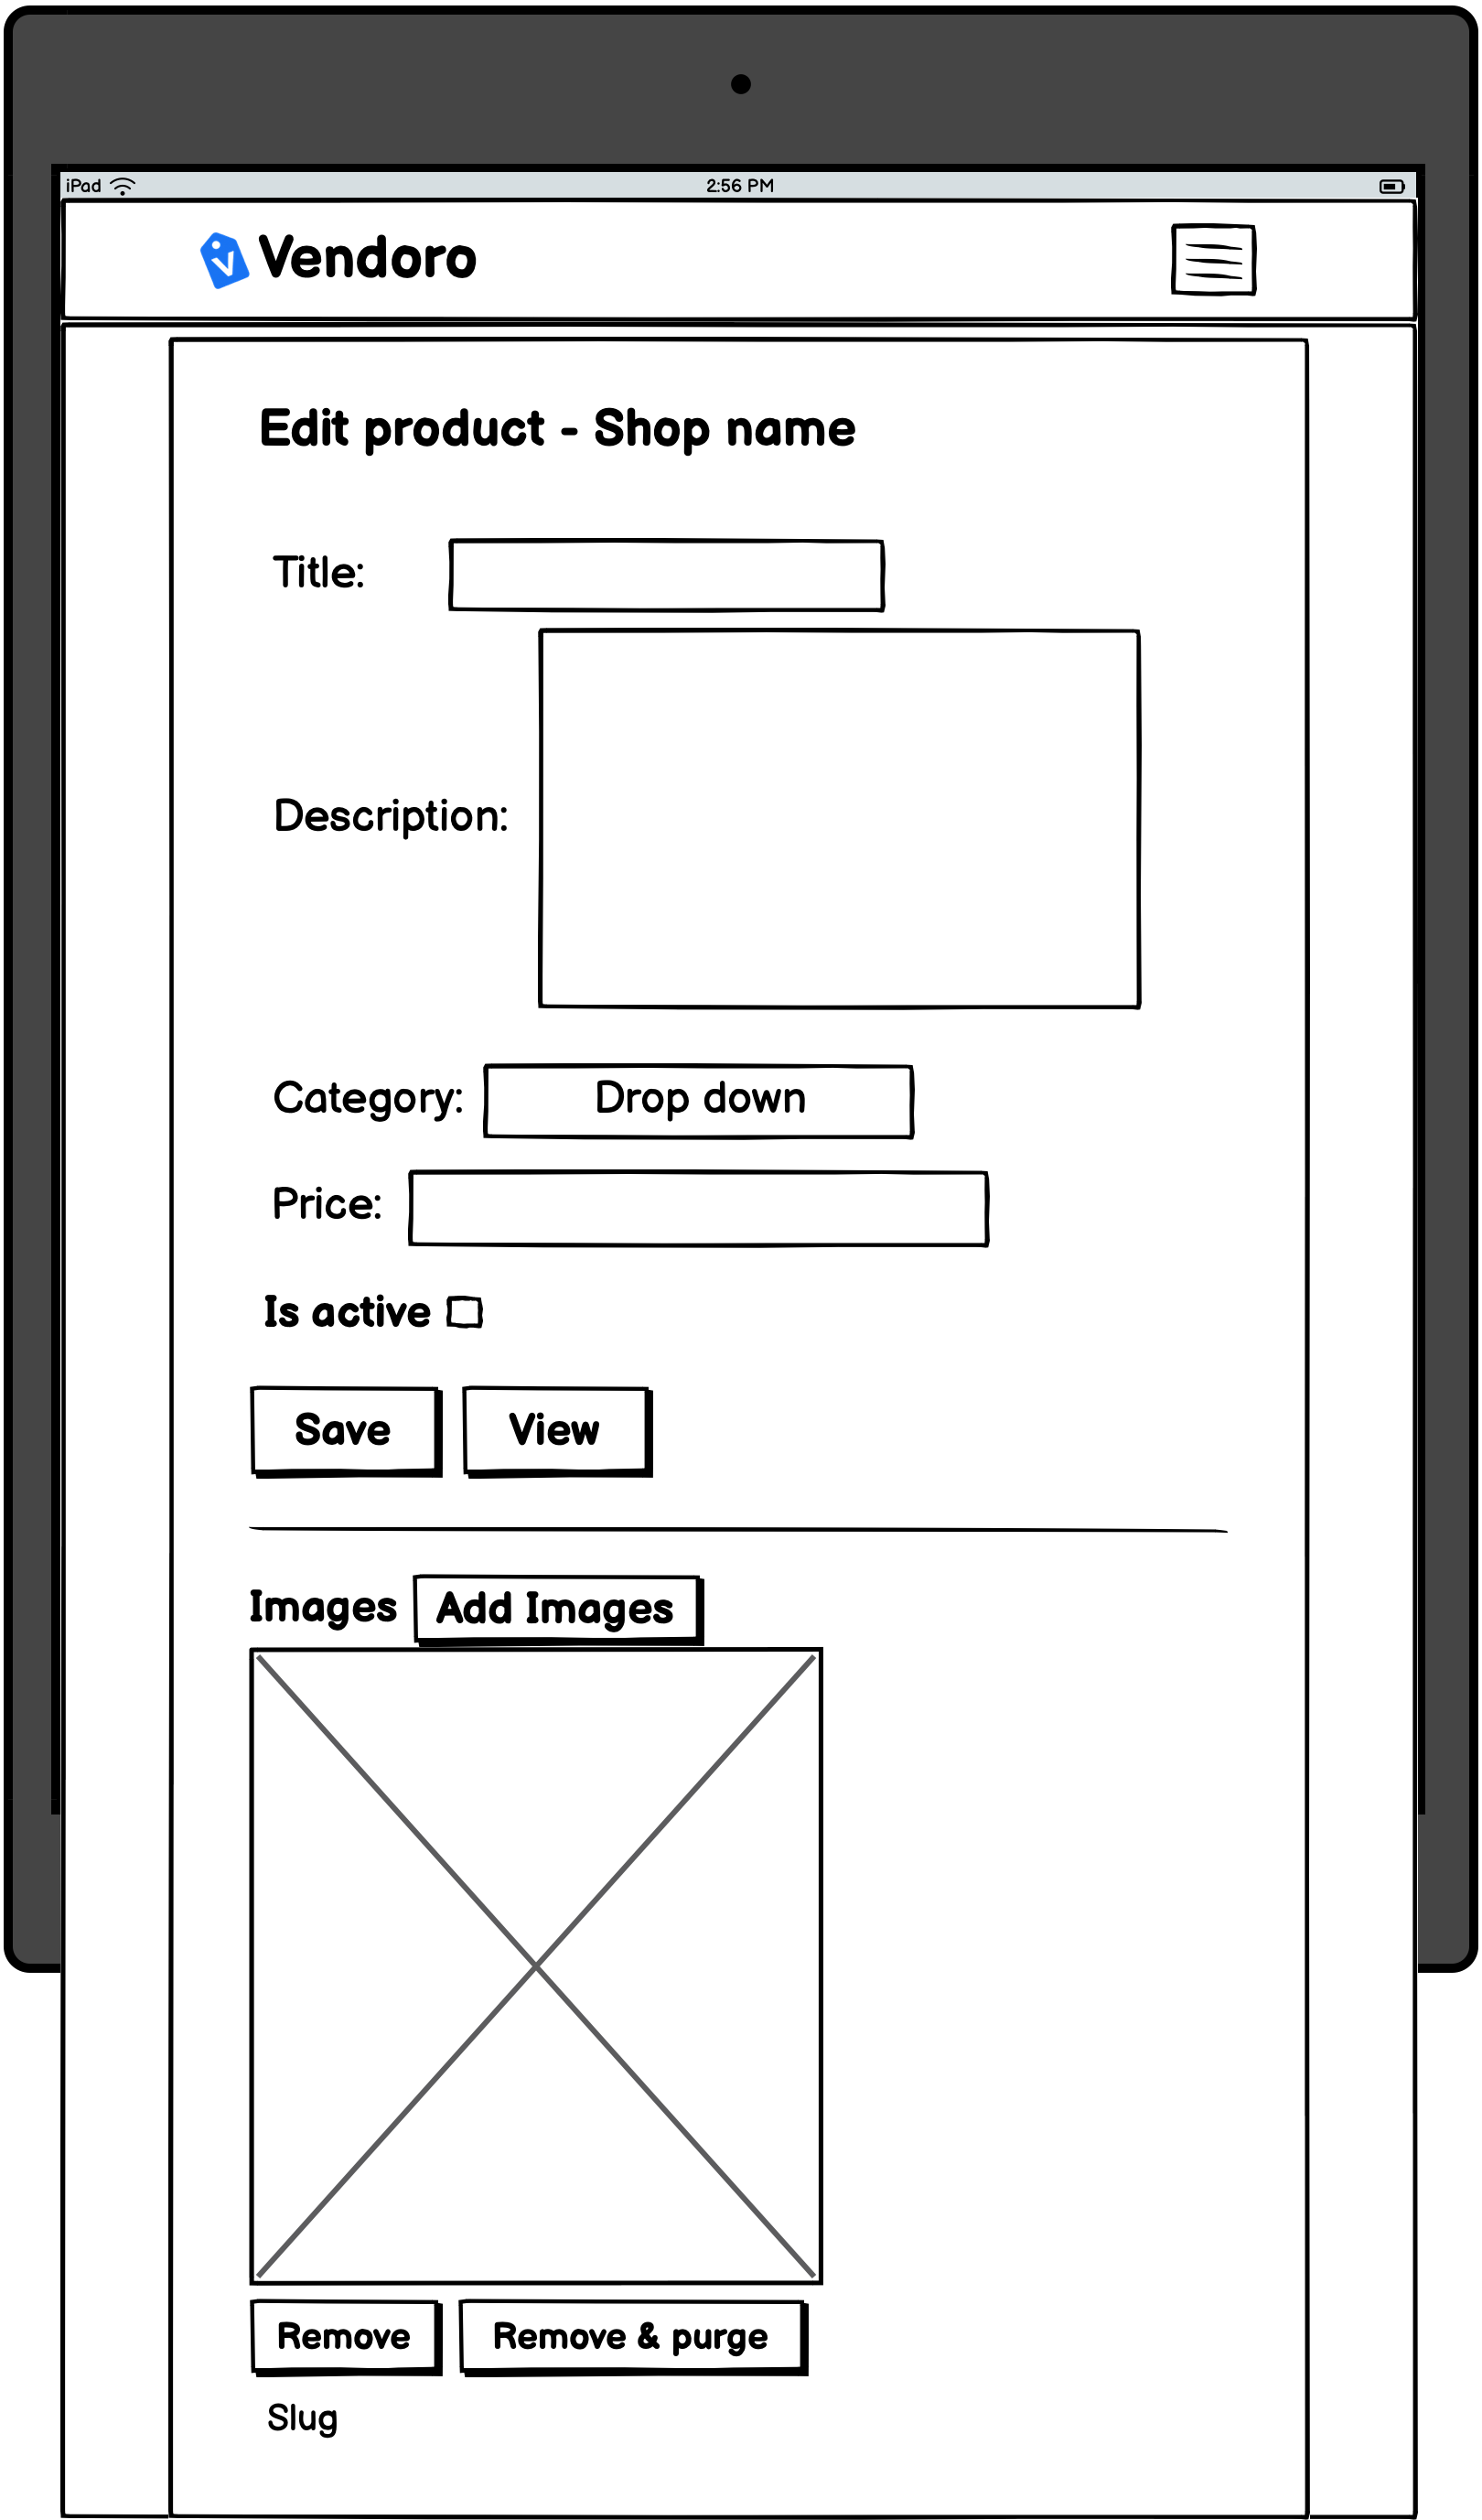 iPad 2:56 PM
Vendoro
Edit product - Shop name
Title:
Description:
Category: Drop down
Price:
Is active
Save View
Images Add Images
Remove Remove & purge
Slug